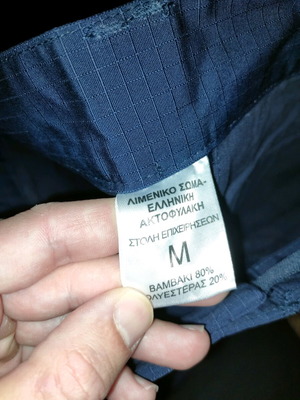 ΛΙΜΕΝΙΚΟ ΣΩΜΑ-
ΕΛΛΗΝΙΚΗ
ΑΚΤΟΦΥΛΑΚΗ
ΣΤΟΛΗ ΕΠΙΧΕΙΡΗΣΕΩΝ
M
ΒΑΜΒΑΚΙ 80%
ΠΟΛΥΕΣΤΕΡΑΣ 20%